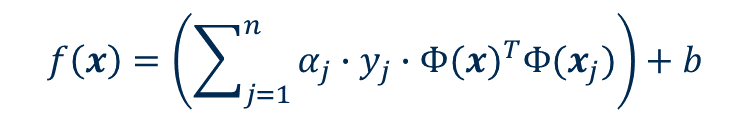 f(x) = (∑_{j=1}^{n} α_j · y_j · Φ(x)^T Φ(x_j)) + b